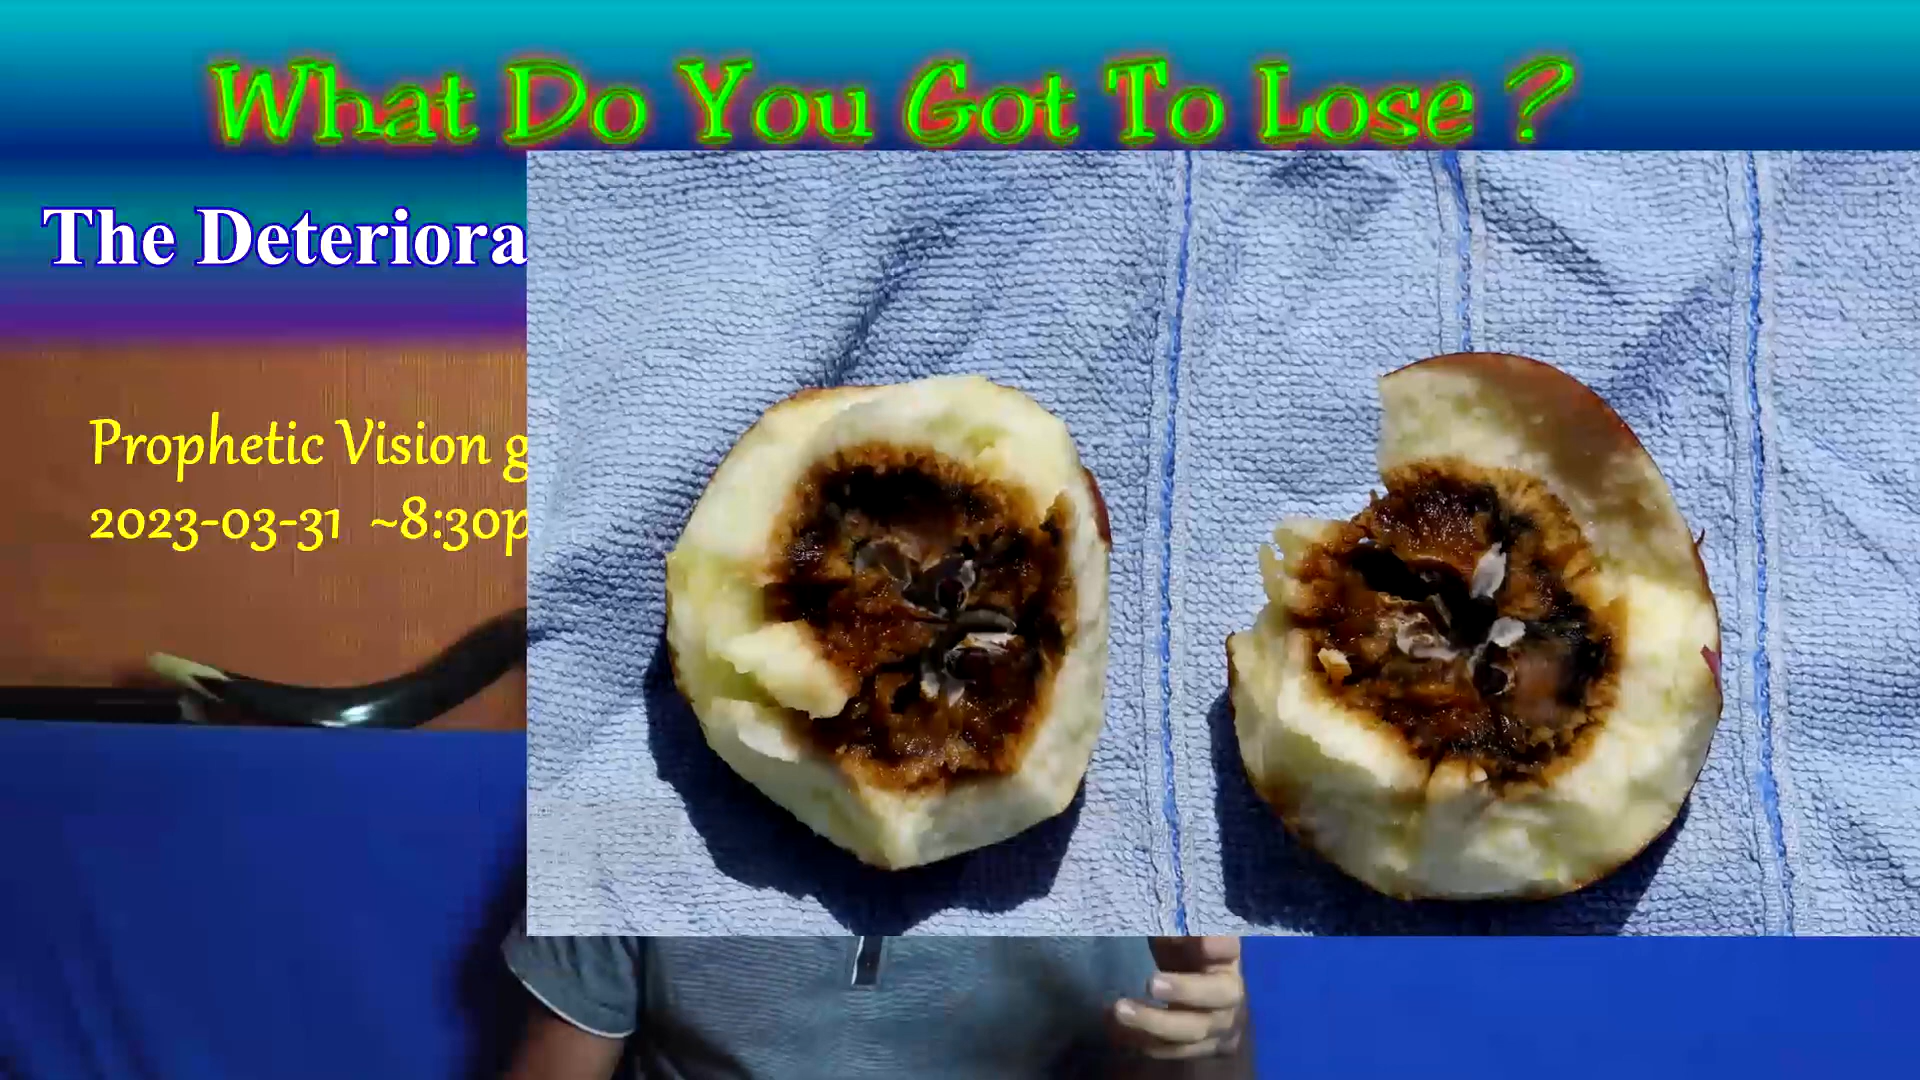 What Do You Got To Lose ?
The Deteriora
Prophetic Vision g
2023-03-31 ~8:30p